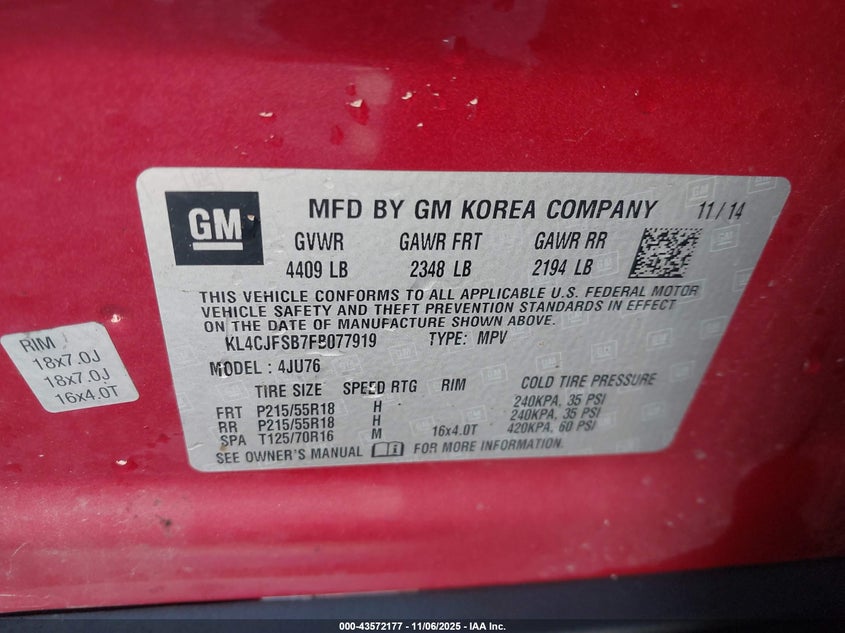 GM
MFD BY GM KOREA COMPANY 11/14
GVWR GAWR FRT GAWR RR
4409 LB 2348 LB 2194 LB
THIS VEHICLE CONFORMS TO ALL APPLICABLE U.S. FEDERAL MOTOR
VEHICLE SAFETY AND THEFT PREVENTION STANDARDS IN EFFECT
ON THE DATE OF MANUFACTURE SHOWN ABOVE.
KL4CJFSB7FB077919 TYPE: MPV
MODEL : 4JU76
TIRE SIZE SPEED RTG RIM COLD TIRE PRESSURE
FRT P215/55R18 H 240KPA, 35 PSI
RR P215/55R18 H 240KPA, 35 PSI
SPA T125/70R16 M 16x4.0T 420KPA, 60 PSI
SEE OWNER'S MANUAL FOR MORE INFORMATION.
RIM
18x7.0J
18x7.0J
16x4.0T
000-43572177 - 11/06/2025 - IAA Inc.